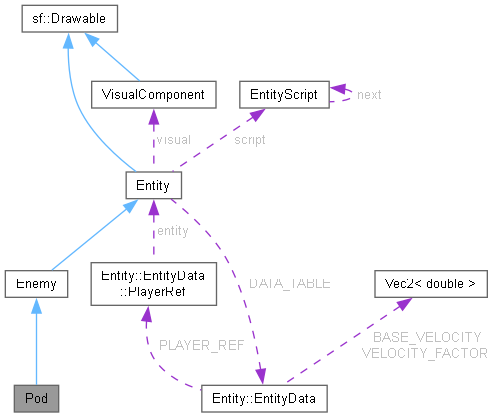 sf::Drawable
VisualComponent
EntityScript
next
visual
script
Entity
entity
Enemy
Entity::EntityData
::PlayerRef
DATA_TABLE
Vec2< double >
PLAYER_REF
BASE_VELOCITY
VELOCITY_FACTOR
Pod
Entity::EntityData